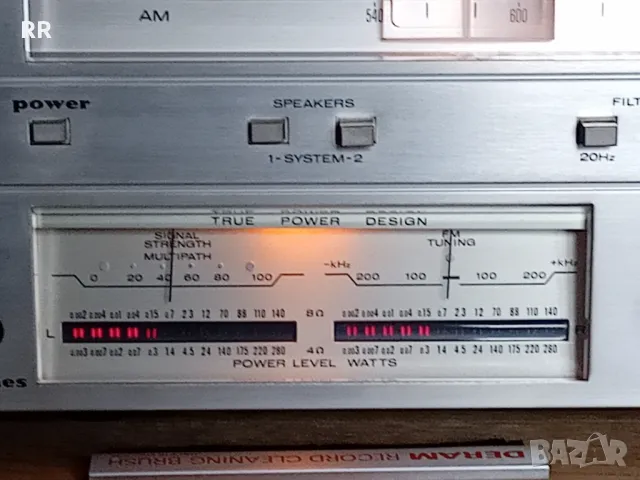 RR
AM 540 600
power SPEAKERS FILT
1-SYSTEM-2 20Hz
TRUE POWER DESIGN
SIGNAL STRENGTH FM TUNING
MULTIPATH -kHz +kHz
0 20 40 60 80 100 200 100 100 200
.002 .004 .01 .04 .15 .7 2.3 12 70 88 110 140 8Ω .002 .004 .01 .04 .15 .7 2.3 12 70 88 110 140
L R
.003 .007 .02 .07 .3 1.4 4.5 24 140 175 220 280 4Ω .003 .007 .02 .07 .3 1.4 4.5 24 140 175 220 280
POWER LEVEL WATTS
es
DERAM RECORD CLEANING BRUSH
BAZAR
bg